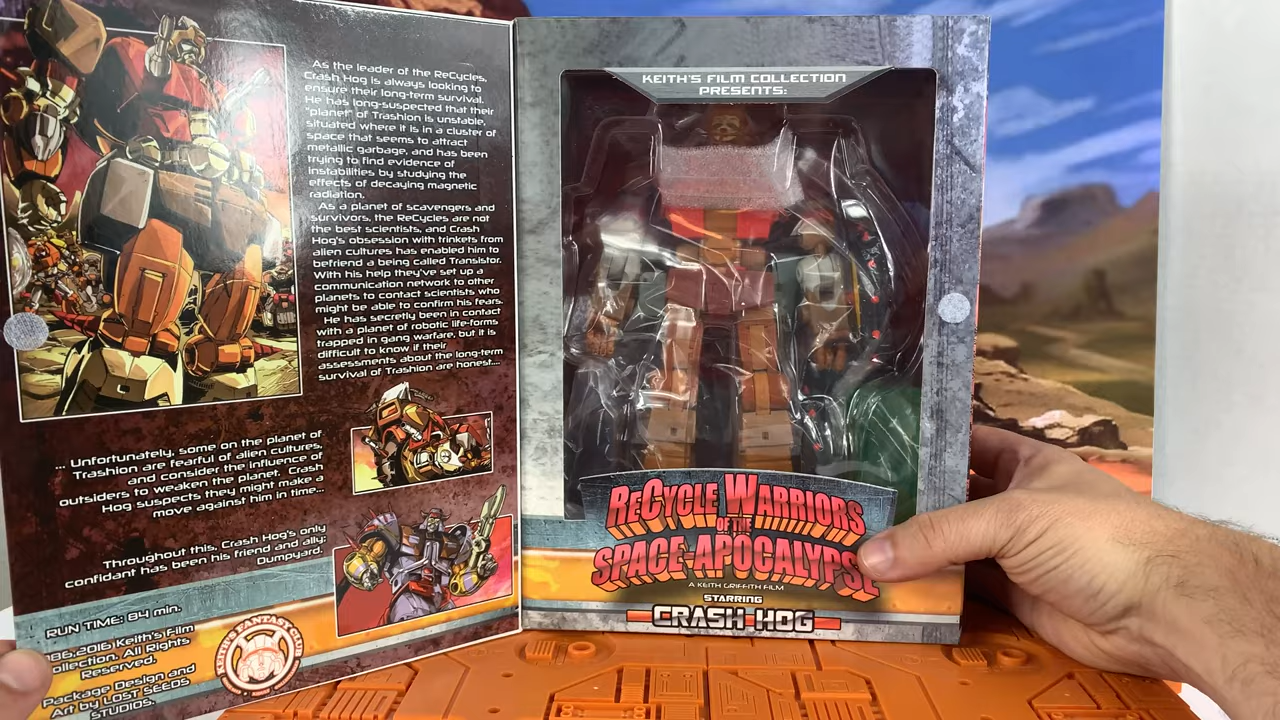 As the leader of the ReCycles,
Crash Hog is always looking to
ensure their long-term survival.
He has long-suspected that their
"planet" of Trashion is unstable,
situated where it is in a cluster of
space that seems to attract
metallic garbage, and has been
trying to find evidence of
instabilities by studying the
effects of decaying magnetic
radiation.
As a planet of scavengers and
survivors, the ReCycles are not
the best scientists, and Crash
Hog's obsession with trinkets from
alien cultures has enabled him to
befriend a being called Transistor.
With his help they've set up a
communication network to other
planets to contact scientists who
might be able to confirm his fears.
He has secretly been in contact
with a planet of robotic life-forms
trapped in gang warfare, but it is
difficult to know if their
assessments about the long-term
survival of Trashion are honest....
... Unfortunately, some on the planet of
Trashion are fearful of alien cultures,
and consider the influence of
outsiders to weaken the planet. Crash
Hog suspects they might make a
move against him in time...
Throughout this, Crash Hog's only
confidant has been his friend and ally:
Dumpyard.
RUN TIME: 84 min.
86,2016 Keith's Film
ollection. All Rights
Reserved.
Package Design and
Art by LOST SEEDS
STUDIOS.
KEITH'S FANTASY CLUB
KEITH'S FILM COLLECTION
PRESENTS:
ReCycle Warriors
OF THE
SPACE APOCALYPSE
A KEITH GRIFFITH FILM
STARRING
CRASH HOG